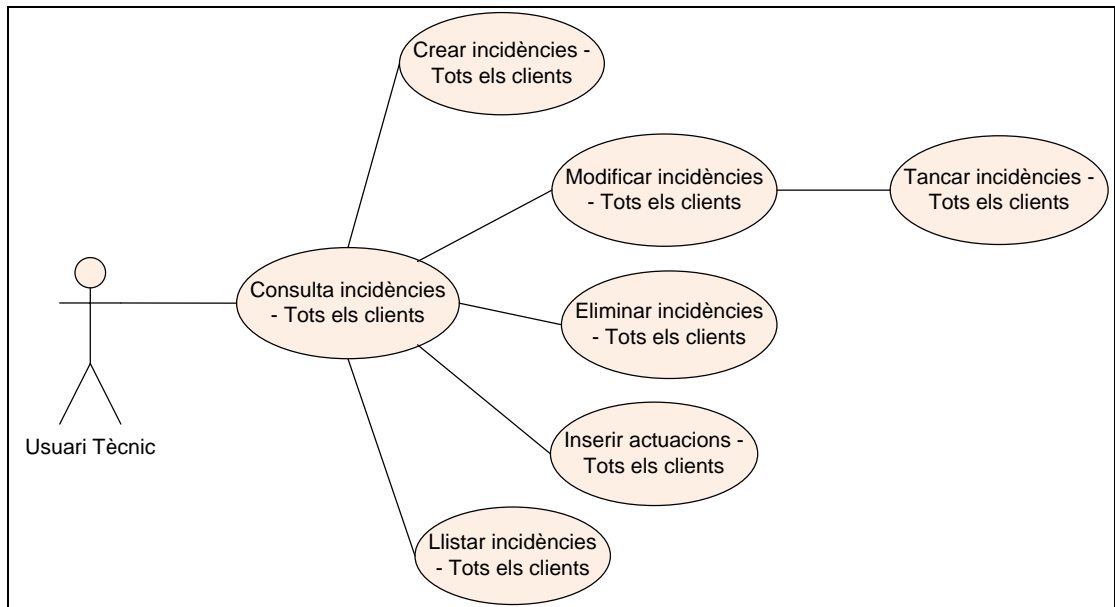 Crear incidències -
Tots els clients
Modificar incidències
- Tots els clients
Tancar incidències -
Tots els clients
Consulta incidències
- Tots els clients
Eliminar incidències
- Tots els clients
Inserir actuacions -
Tots els clients
Usuari Tècnic
Llistar incidències
- Tots els clients